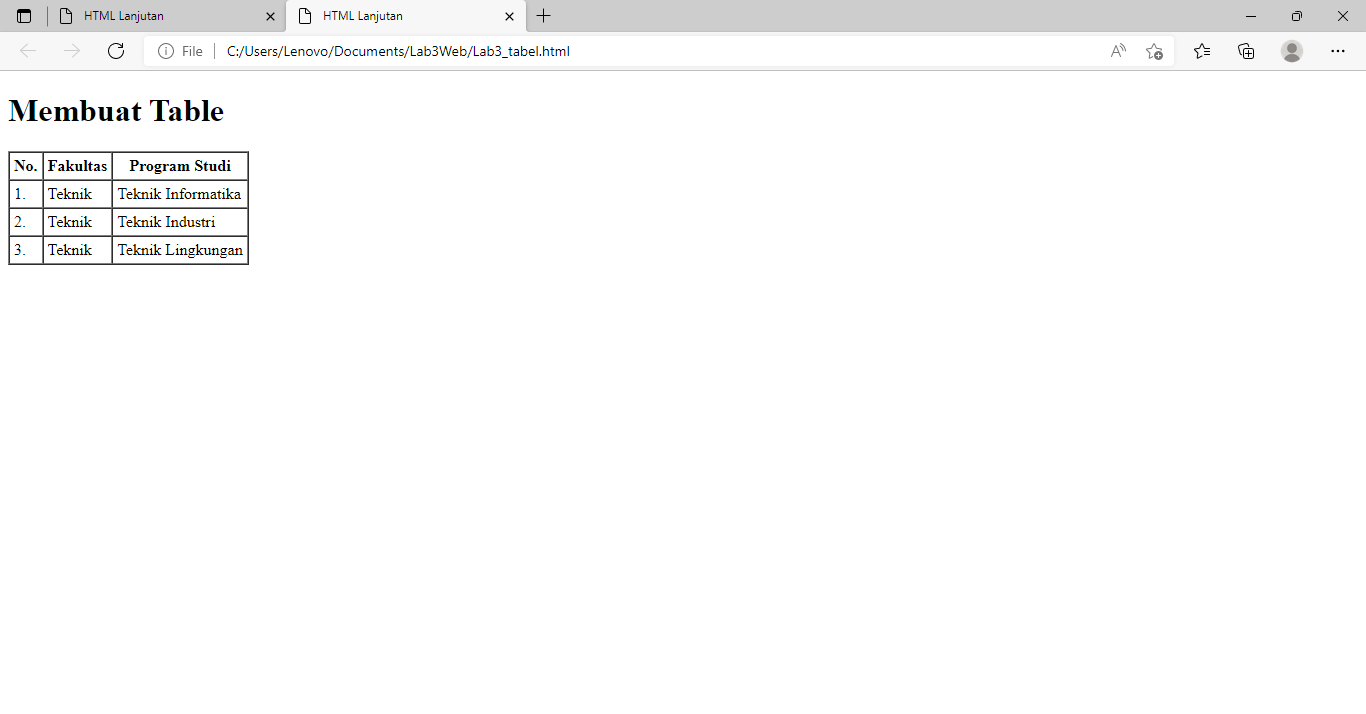 HTML Lanjutan
HTML Lanjutan
File C:/Users/Lenovo/Documents/Lab3Web/Lab3_tabel.html
Membuat Table
No. Fakultas Program Studi
1. Teknik Teknik Informatika
2. Teknik Teknik Industri
3. Teknik Teknik Lingkungan